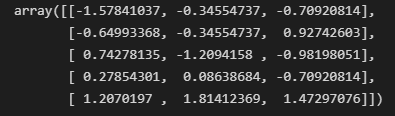 array([[-1.57841037, -0.34554737, -0.70920814],
[-0.64993368, -0.34554737, 0.92742603],
[ 0.74278135, -1.2094158 , -0.98198051],
[ 0.27854301, 0.08638684, -0.70920814],
[ 1.2070197 , 1.81412369, 1.47297076]])